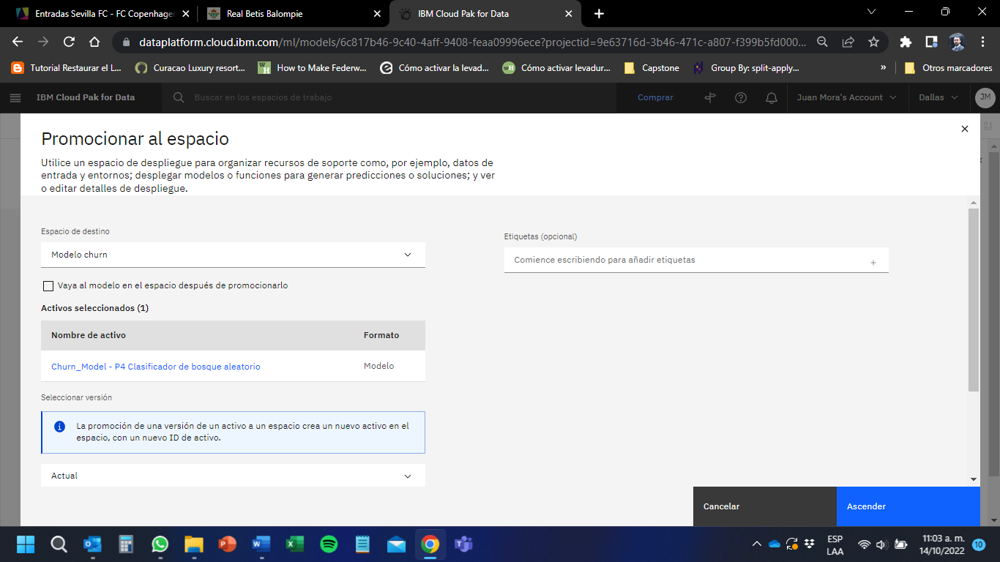 Entradas Sevilla FC - FC Copenhage
Real Betis Balompie
IBM Cloud Pak for Data
dataplatform.cloud.ibm.com/ml/models/6c817b46-9c40-4aff-9408-feaa09996ece?projectid=9e63716d-3b46-471c-a807-f399b5fd000...
Tutorial Restaurar el L...
Curacao Luxury resort...
How to Make Federw...
Cómo activar la levad...
Cómo activar levadur...
Capstone
Group By: split-apply...
»
Otros marcadores
IBM Cloud Pak for Data
Buscar en los espacios de trabajo
Comprar
Juan Mora's Account
Dallas
JM
Promocionar al espacio
Utilice un espacio de despliegue para organizar recursos de soporte como, por ejemplo, datos de
entrada y entornos; desplegar modelos o funciones para generar predicciones o soluciones; y ver
o editar detalles de despliegue.
Espacio de destino
Modelo churn
Vaya al modelo en el espacio después de promocionarlo
Etiquetas (opcional)
Comience escribiendo para añadir etiquetas
Activos seleccionados (1)
Nombre de activo Formato
Churn_Model - P4 Clasificador de bosque aleatorio Modelo
Seleccionar versión
La promoción de una versión de un activo a un espacio crea un nuevo activo en el
espacio, con un nuevo ID de activo.
Actual
Cancelar
Ascender
ESP
LAA
11:03 a. m.
14/10/2022
10